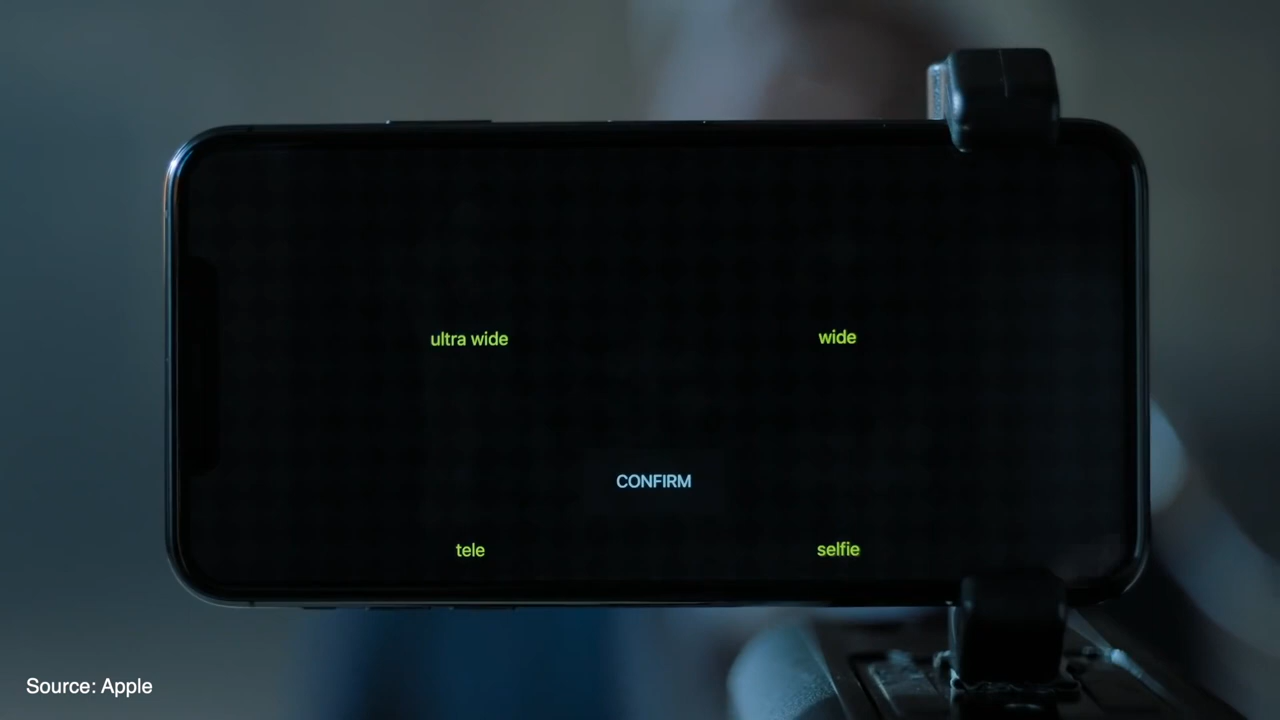 ultra wide
wide
CONFIRM
tele
selfie
Source: Apple